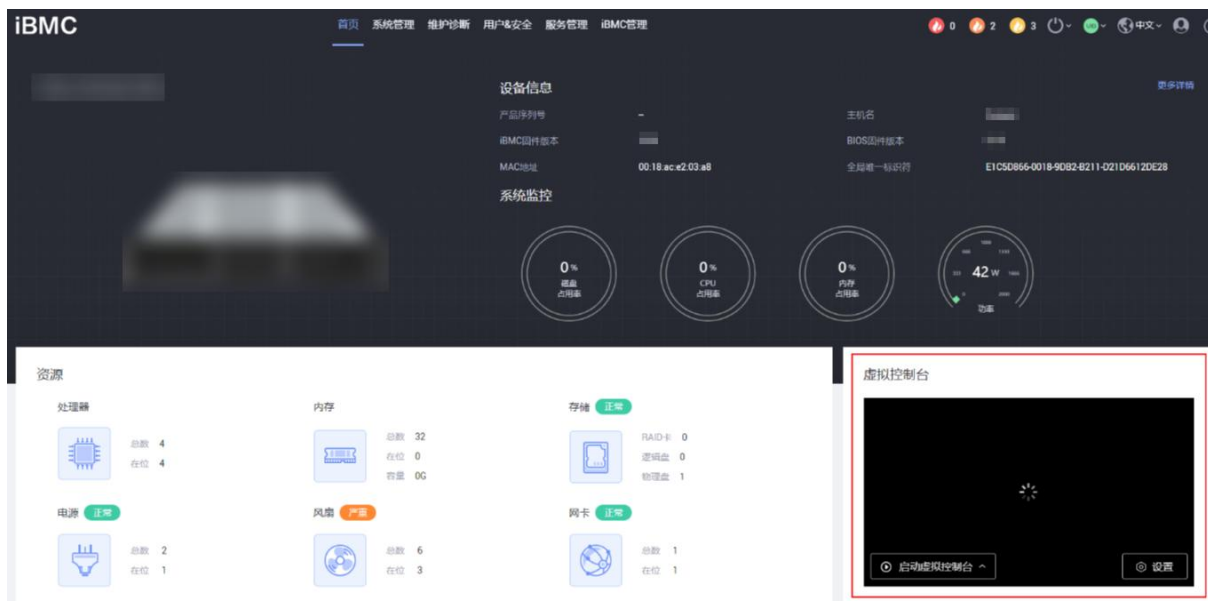 iBMC 首页 系统管理 维护诊断 用户&安全 服务管理 iBMC管理 0 2 3 中文
设备信息 更多详情
产品序列号 – 主机名
iBMC固件版本 BIOS固件版本
MAC地址 00:18:ac:e2:03:a8 全局唯一标识符 E1C5D866-0018-9DB2-B211-D21D6612DE28
系统监控
0 %
磁盘
占用率
0 %
CPU
占用率
0 %
内存
占用率
42 W
功率
资源
处理器
总数 4
在位 4
内存
总数 32
在位 0
容量 0G
存储 正常
RAID卡 0
逻辑盘 0
物理盘 1
电源 正常
总数 2
在位 1
风扇 严重
总数 6
在位 3
网卡 正常
总数 1
在位 1
虚拟控制台
启动虚拟控制台 设置